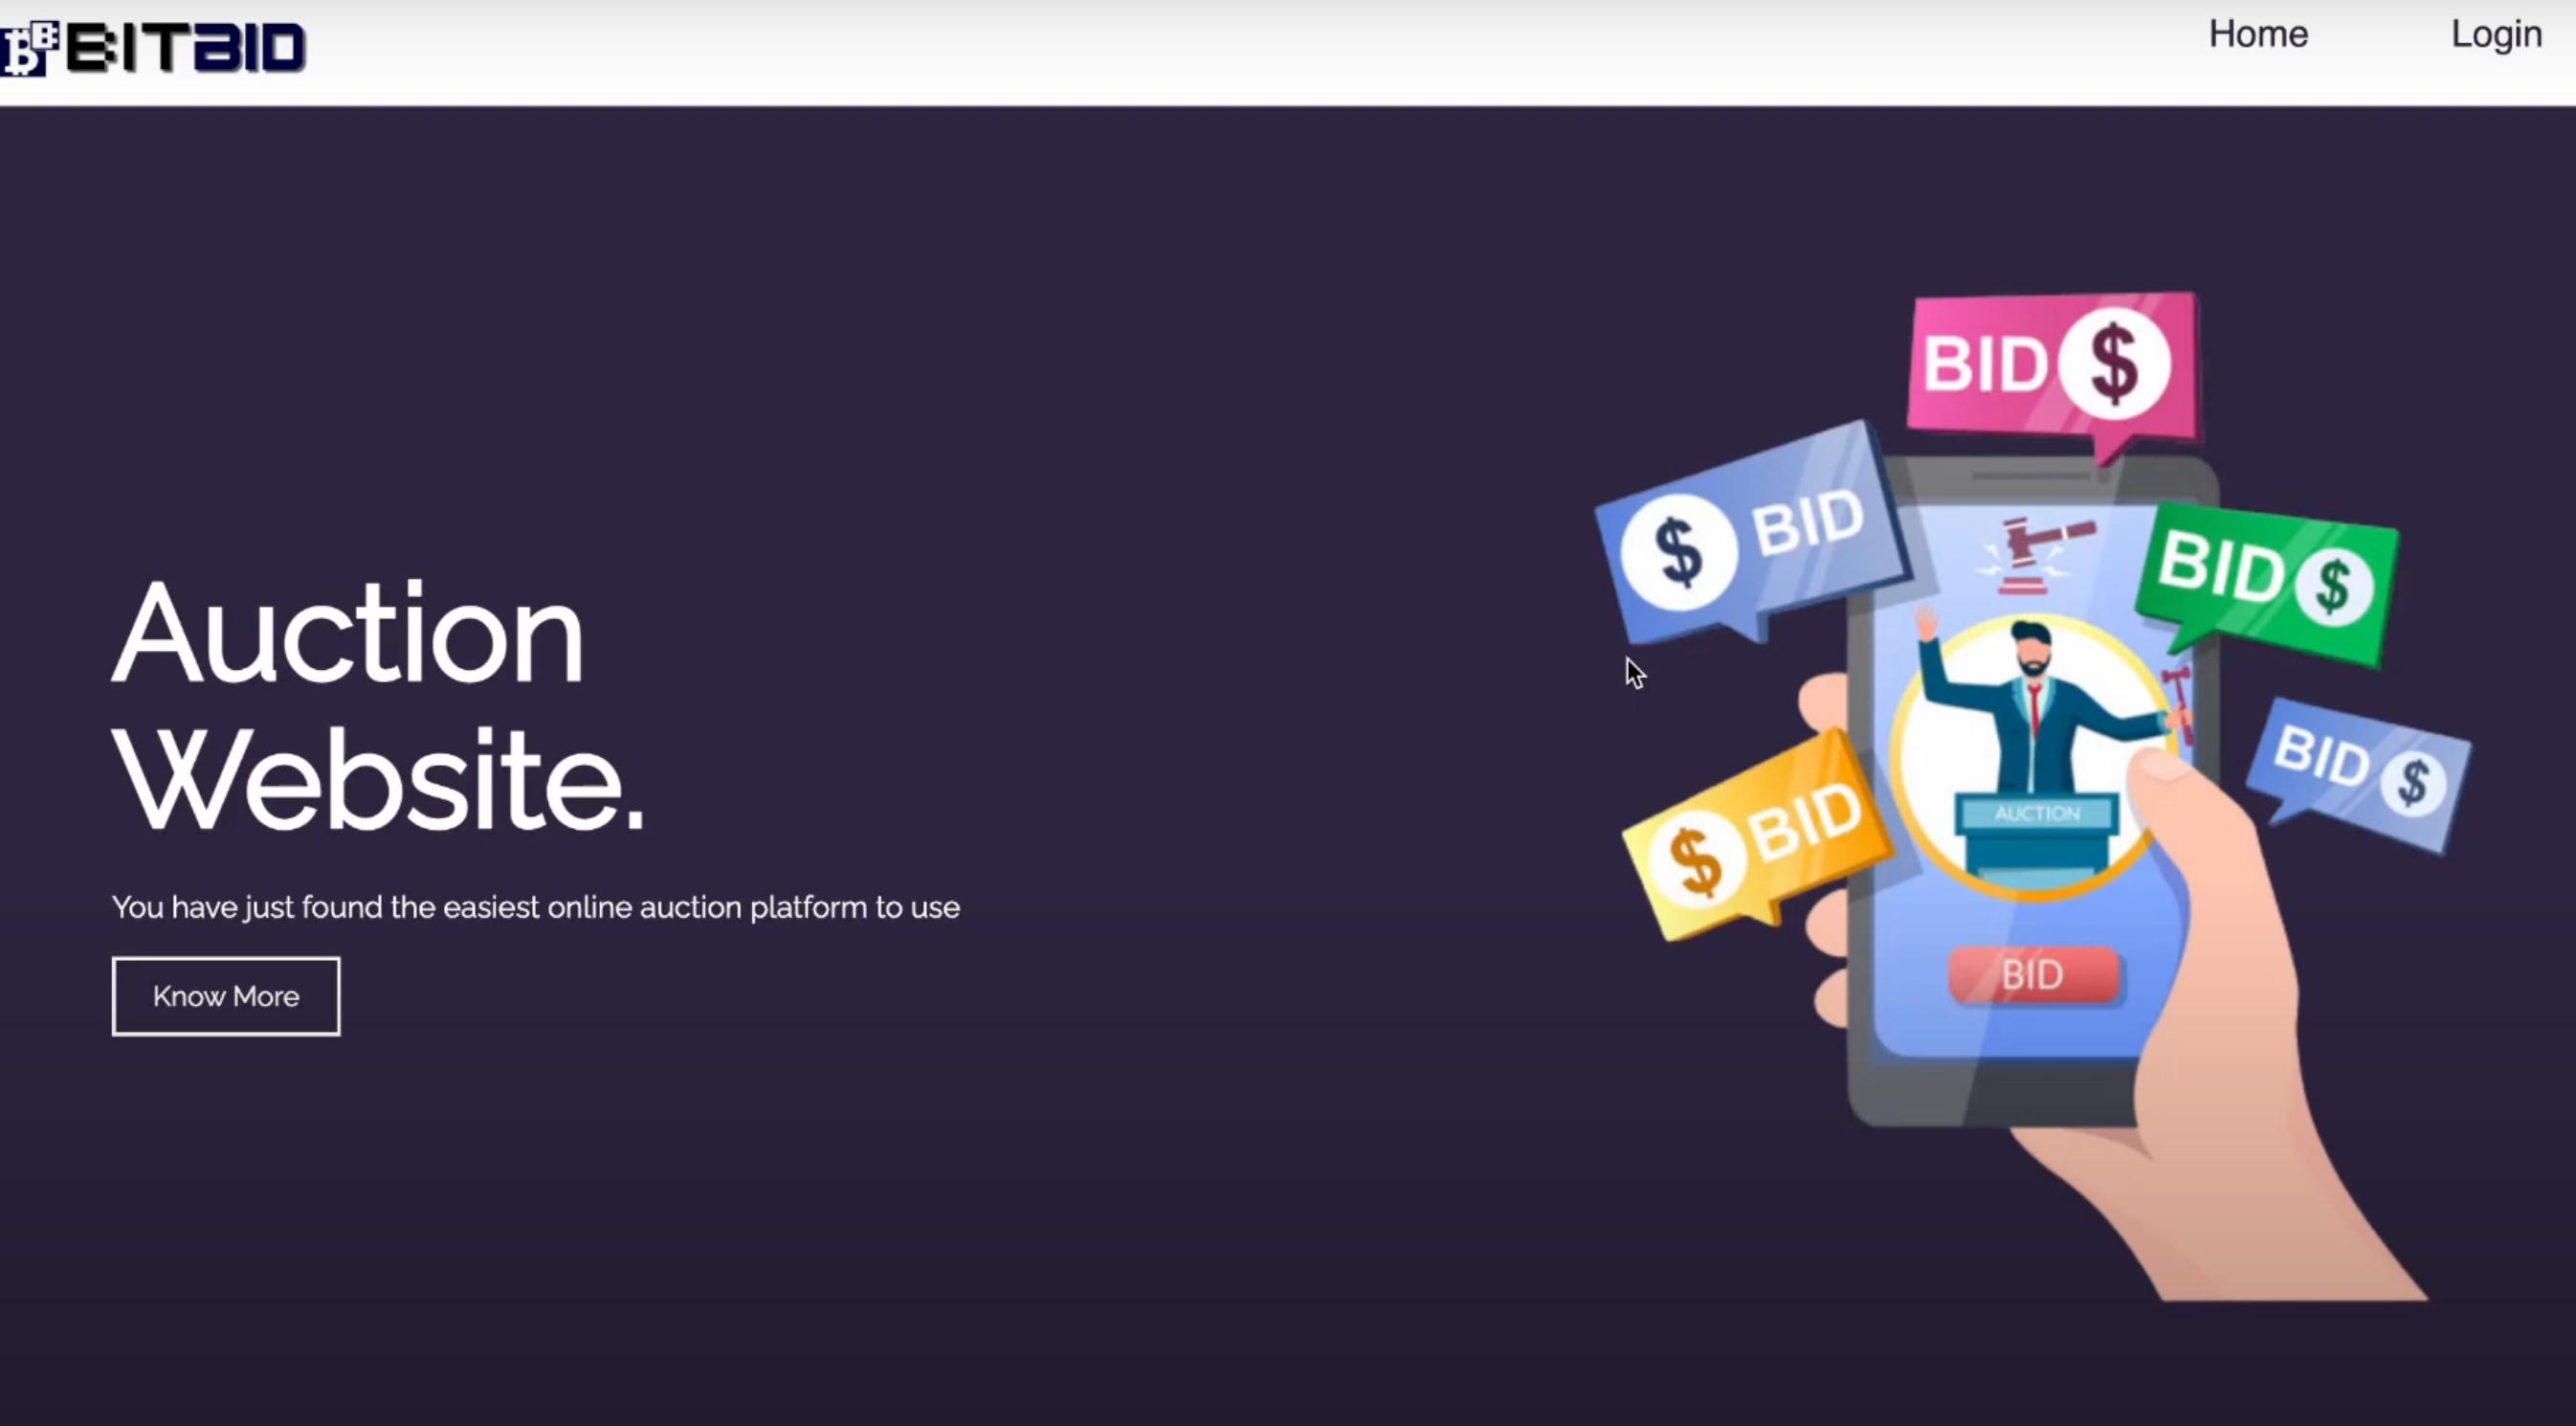 BITBID
Home
Login
Auction
Website.
You have just found the easiest online auction platform to use
Know More
BID $
$ BID
BID $
BID $
$ BID
AUCTION
BID